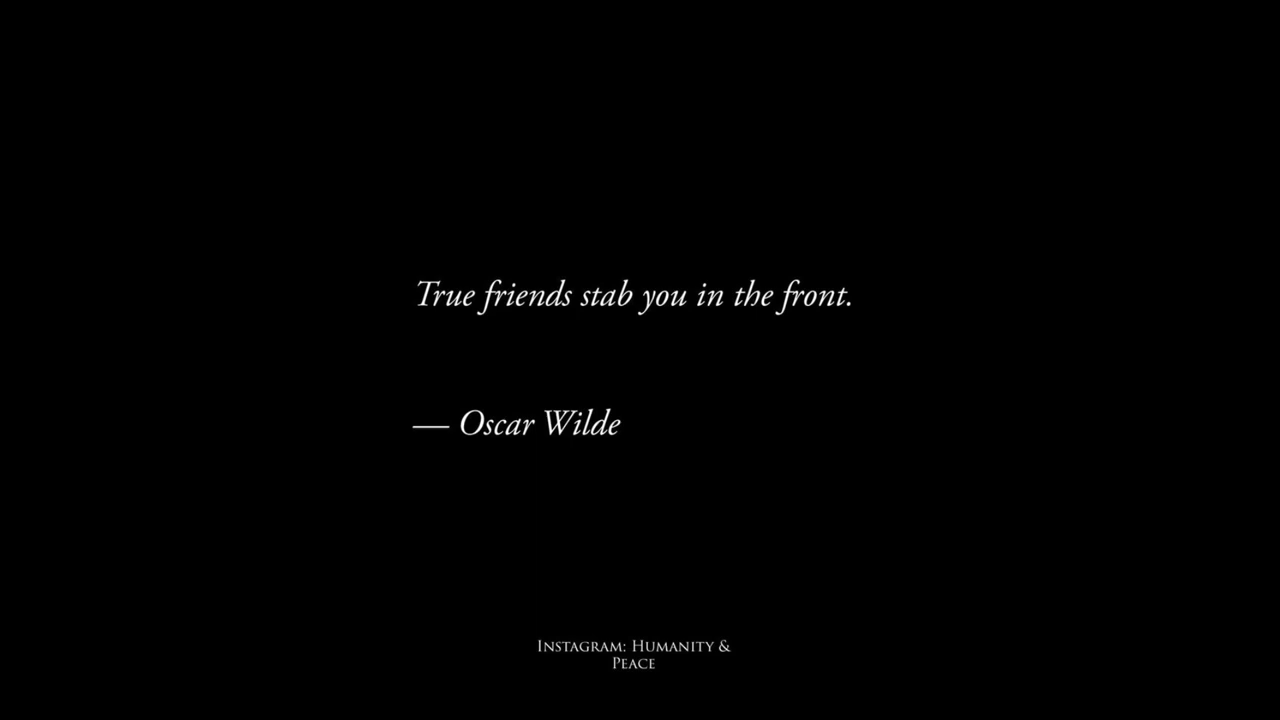 True friends stab you in the front.
— Oscar Wilde
Instagram: Humanity &
Peace